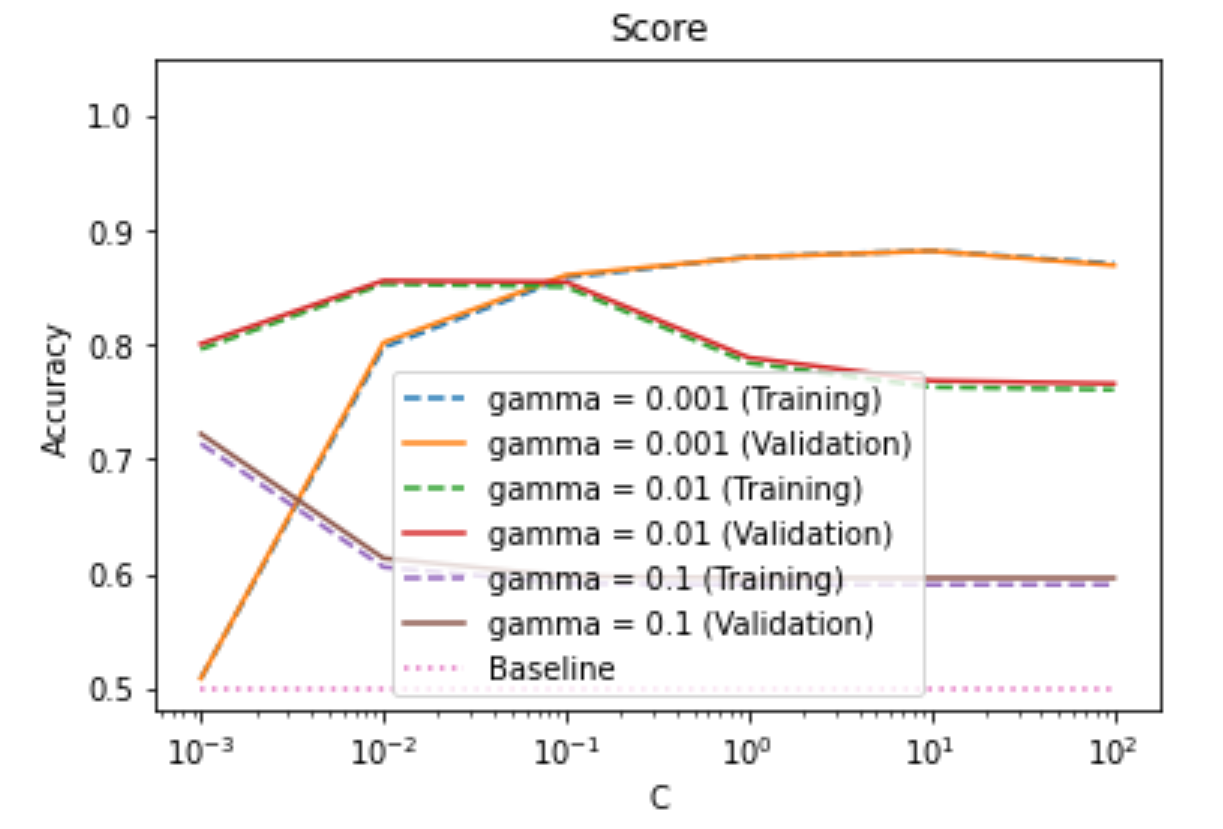 Score
1.0
0.9
0.8
0.7
0.6
0.5
Accuracy
gamma = 0.001 (Training)
gamma = 0.001 (Validation)
gamma = 0.01 (Training)
gamma = 0.01 (Validation)
gamma = 0.1 (Training)
gamma = 0.1 (Validation)
Baseline
10⁻³ 10⁻² 10⁻¹ 10⁰ 10¹ 10²
C